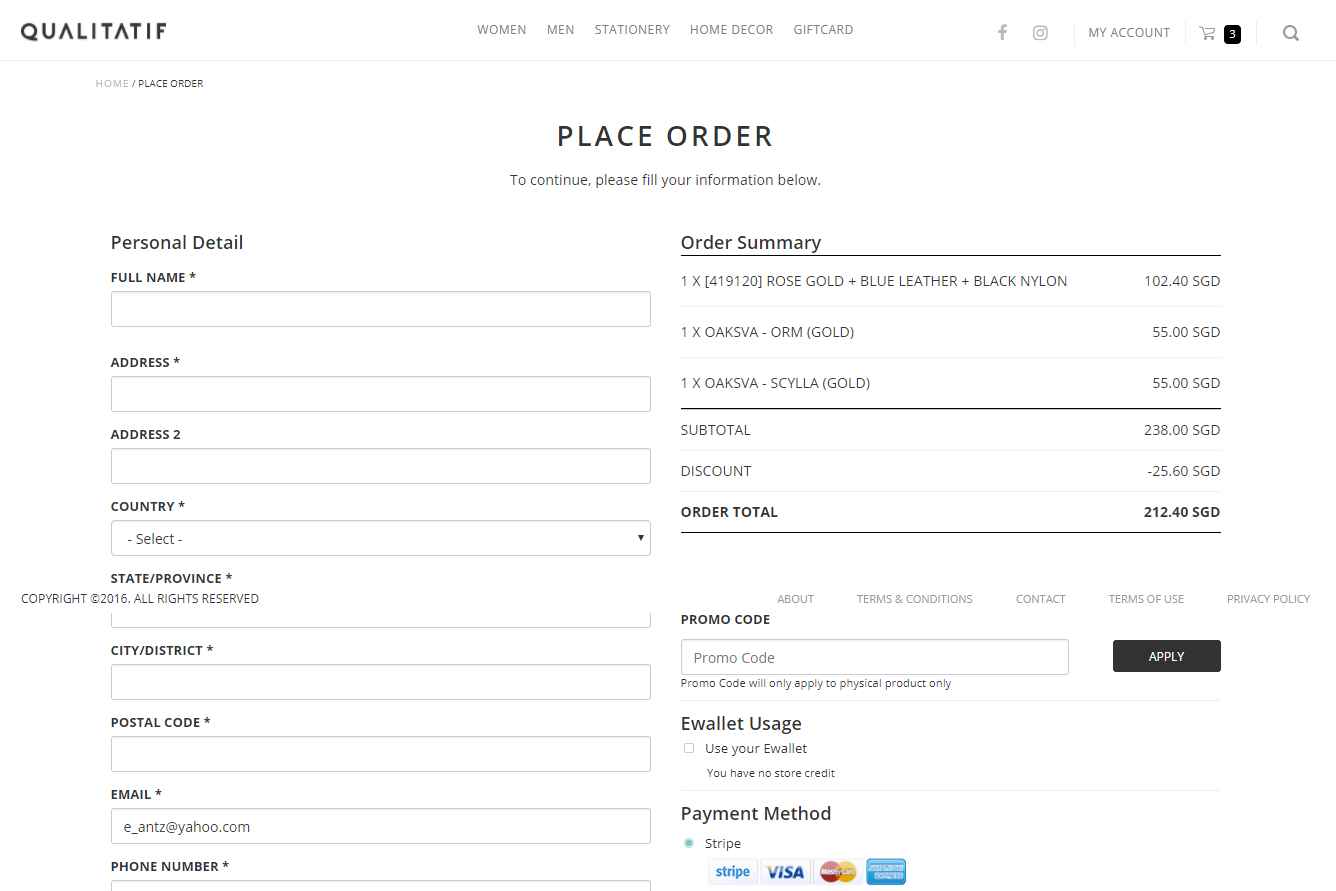 QUALITATIF
WOMEN MEN STATIONERY HOME DECOR GIFTCARD
MY ACCOUNT 3
HOME / PLACE ORDER
PLACE ORDER
To continue, please fill your information below.
Personal Detail
FULL NAME *
ADDRESS *
ADDRESS 2
COUNTRY *
- Select -
STATE/PROVINCE *
CITY/DISTRICT *
POSTAL CODE *
EMAIL *
e_antz@yahoo.com
PHONE NUMBER *
Order Summary
1 X [419120] ROSE GOLD + BLUE LEATHER + BLACK NYLON 102.40 SGD
1 X OAKSVA - ORM (GOLD) 55.00 SGD
1 X OAKSVA - SCYLLA (GOLD) 55.00 SGD
SUBTOTAL 238.00 SGD
DISCOUNT -25.60 SGD
ORDER TOTAL 212.40 SGD
COPYRIGHT ©2016. ALL RIGHTS RESERVED
ABOUT TERMS & CONDITIONS CONTACT TERMS OF USE PRIVACY POLICY
PROMO CODE
Promo Code APPLY
Promo Code will only apply to physical product only
Ewallet Usage
Use your Ewallet
You have no store credit
Payment Method
Stripe
stripe VISA MasterCard AMERICAN EXPRESS